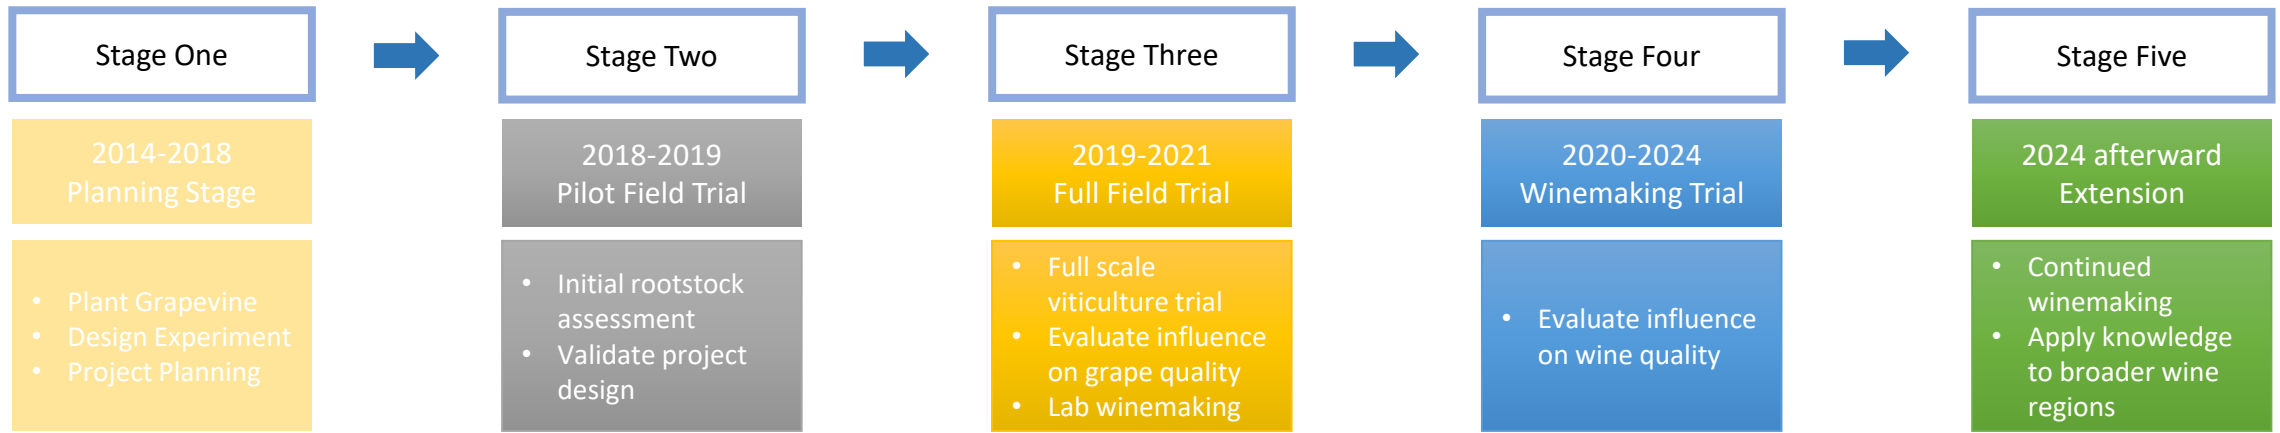 Stage One
2014-2018
Planning Stage
• Plant Grapevine
• Design Experiment
• Project Planning
Stage Two
2018-2019
Pilot Field Trial
• Initial rootstock
assessment
• Validate project
design
Stage Three
2019-2021
Full Field Trial
• Full scale
viticulture trial
• Evaluate influence
on grape quality
• Lab winemaking
Stage Four
2020-2024
Winemaking Trial
• Evaluate influence
on wine quality
Stage Five
2024 afterward
Extension
• Continued
winemaking
• Apply knowledge
to broader wine
regions